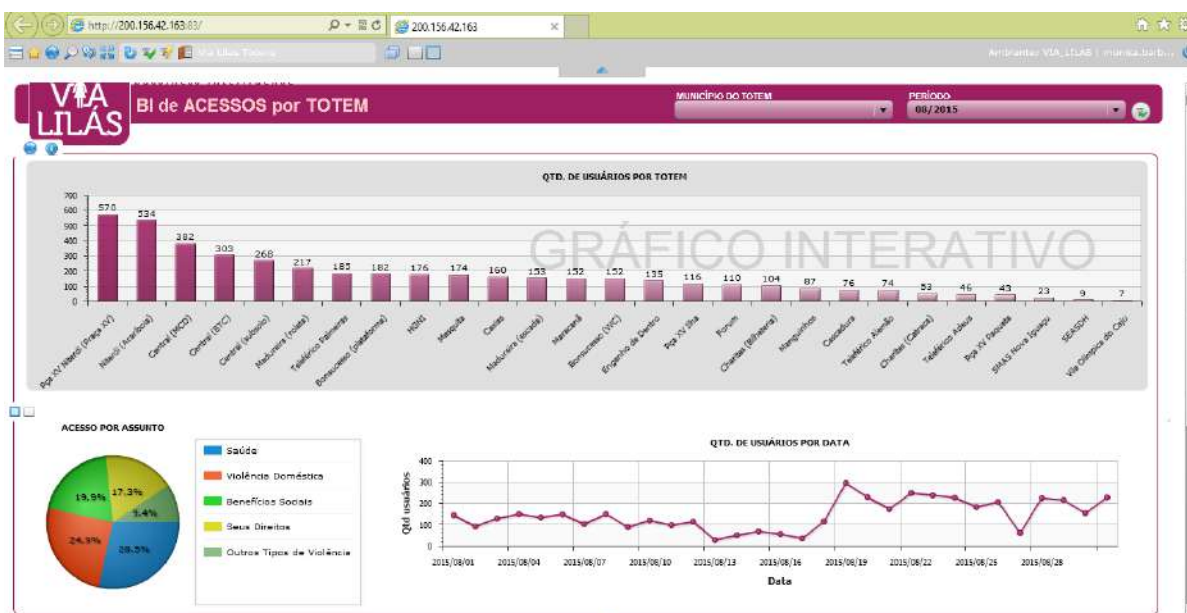 http://200.156.42.163:83/
200.156.42.163
Via Lilas Totens
VIA LILÁS
BI de ACESSOS por TOTEM
MUNICÍPIO DO TOTEM
PERÍODO
08/2015
QTD. DE USUÁRIOS POR TOTEM
GRÁFICO INTERATIVO
700
600
500
400
300
200
100
0
570 534 382 303 268 217 185 182 176 174 160 153 152 152 135 116 110 104 87 76 74 53 46 43 23 9 7
Pça XV Niterói (Praça XV)
Niterói (Araribóia)
Central (MCD)
Central (BTC)
Central (subsolo)
Madureira (roleta)
Teleférico Palmeiras
Bonsucesso (plataforma)
Mesquita
Caxias
Madureira (escada)
Maracanã
Bonsucesso (VVC)
Engenho de Dentro
Pça XV Ilha
Forum
Charitas (Bilheteria)
Manguinhos
Cascadura
Teleférico Alemão
Charitas (Catraca)
Teleférico Adeus
Pça XV Paquetá
SMAS Nova Iguaçu
SEASDH
Vila Olímpica do Caju
ACESSO POR ASSUNTO
19,9%
17.3%
9.4%
24.9%
28.5%
Saúde
Violência Doméstica
Benefícios Sociais
Seus Direitos
Outros Tipos de Violência
QTD. DE USUÁRIOS POR DATA
Qtd usuários
400
300
200
100
0
2015/08/01 2015/08/04 2015/08/07 2015/08/10 2015/08/13 2015/08/16 2015/08/19 2015/08/22 2015/08/25 2015/08/28
Data